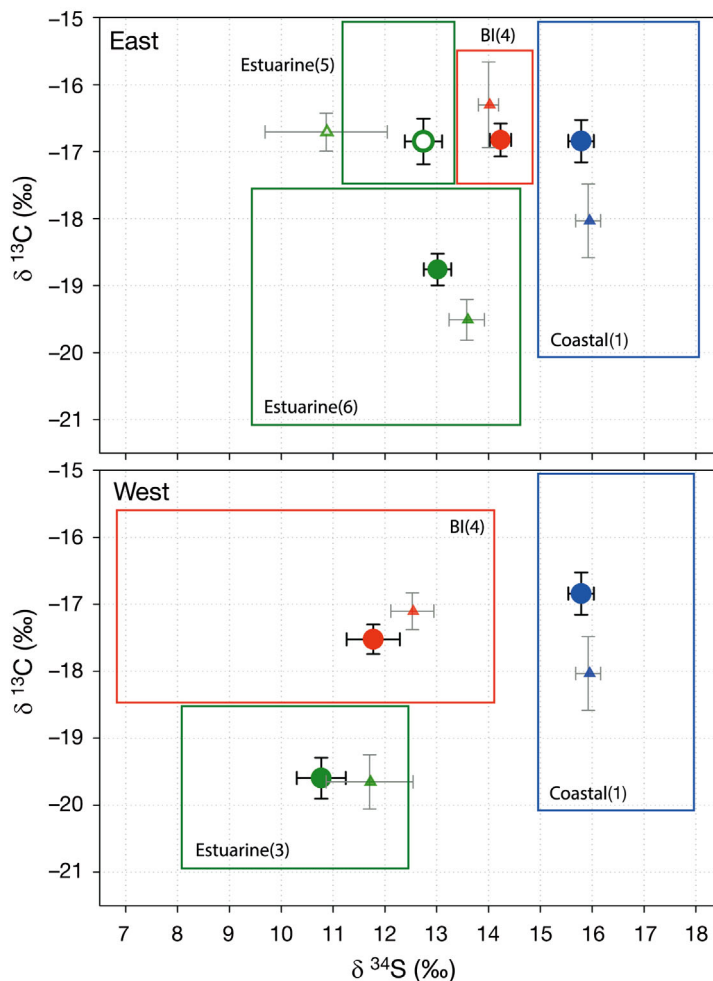 East
Estuarine(5)
BI(4)
Coastal(1)
Estuarine(6)
−15
−16
−17
−18
−19
−20
−21
δ ¹³C (‰)
West
BI(4)
Coastal(1)
Estuarine(3)
−15
−16
−17
−18
−19
−20
−21
δ ¹³C (‰)
7 8 9 10 11 12 13 14 15 16 17 18
δ ³⁴S (‰)